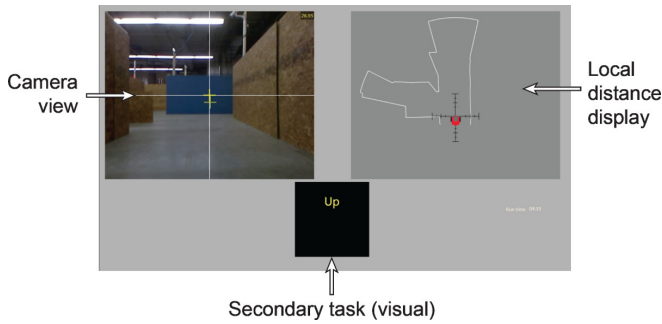 Camera
view
Local
distance
display
Up
Secondary task (visual)